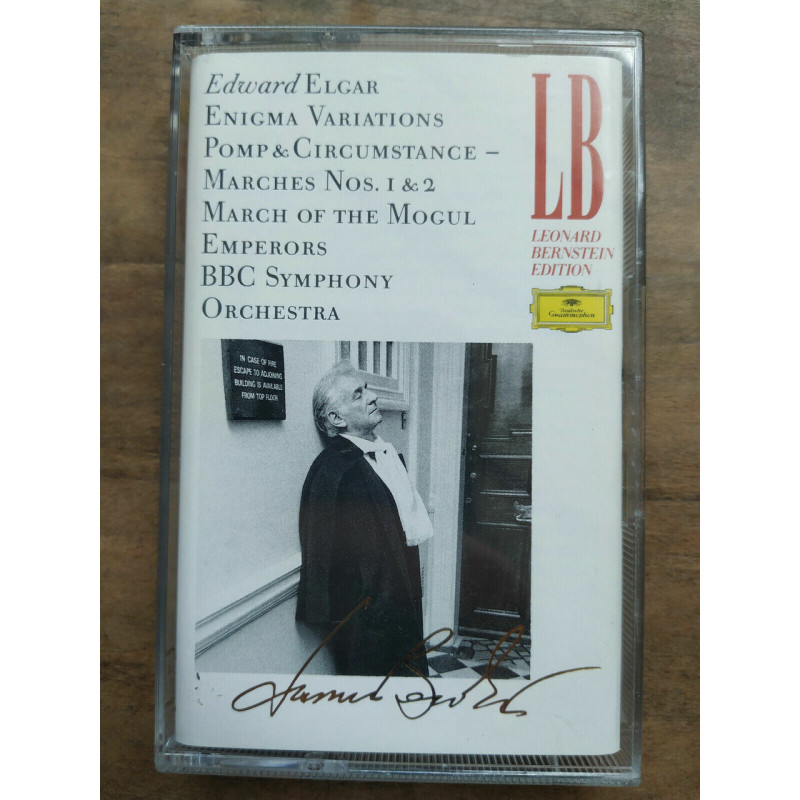 Edward ELGAR
ENIGMA VARIATIONS
POMP & CIRCUMSTANCE –
MARCHES NOS. 1 & 2
MARCH OF THE MOGUL
EMPERORS
BBC SYMPHONY
ORCHESTRA
LB
LEONARD
BERNSTEIN
EDITION
Deutsche
Grammophon
IN CASE OF FIRE
ESCAPE TO ADJOINING
BUILDING IS AVAILABLE
FROM TOP FLOOR